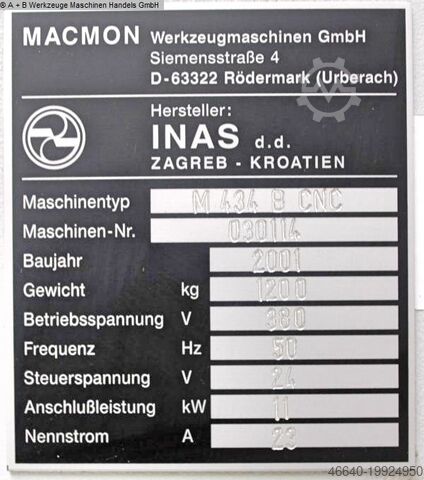 ® A + B Werkzeuge Maschinen Handels GmbH
MACMON Werkzeugmaschinen GmbH
Siemensstraße 4
D-63322 Rödermark (Urberach)
Hersteller:
INAS d.d.
ZAGREB - KROATIEN
Maschinentyp M 434 B CNC
Maschinen-Nr. 030114
Baujahr 2001
Gewicht kg 1200
Betriebsspannung V 380
Frequenz Hz 50
Steuerspannung V 24
Anschlußleistung kW 11
Nennstrom A 23
46640-19924950